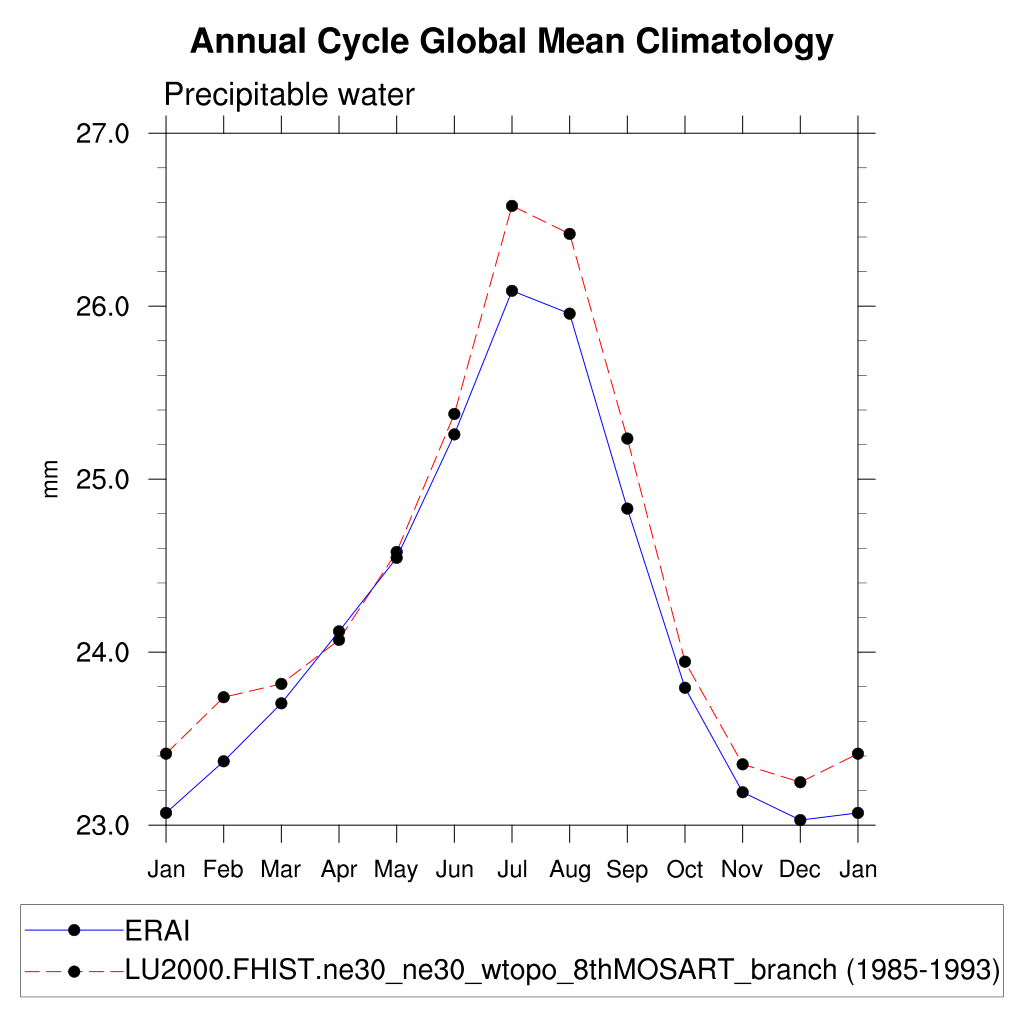 Annual Cycle Global Mean Climatology
Precipitable water
27.0
26.0
25.0
24.0
23.0
mm
Jan Feb Mar Apr May Jun Jul Aug Sep Oct Nov Dec Jan
ERAI
LU2000.FHIST.ne30_ne30_wtopo_8thMOSART_branch (1985-1993)